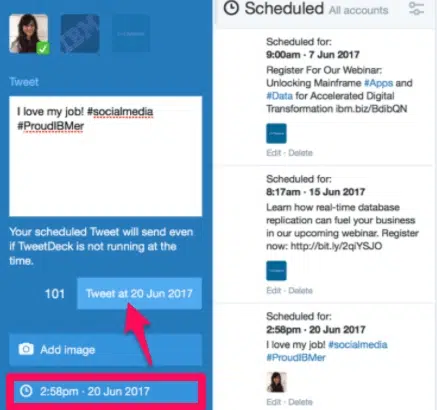 IBM
Tweet
I love my job! #socialmedia
#ProudIBMer
Your scheduled Tweet will send even
if TweetDeck is not running at the
time.
101
Tweet at 20 Jun 2017
Add image
2:58pm · 20 Jun 2017
Scheduled All accounts
Scheduled for:
9:00am · 7 Jun 2017
Register For Our Webinar:
Unlocking Mainframe #Apps and
#Data for Accelerated Digital
Transformation ibm.biz/BdibQN
Edit · Delete
Scheduled for:
8:17am · 15 Jun 2017
Learn how real-time database
replication can fuel your business
in our upcoming webinar. Register
now: http://bit.ly/2qiYSJO
Edit · Delete
Scheduled for:
2:58pm · 20 Jun 2017
I love my job! #socialmedia
#ProudIBMer
Edit · Delete